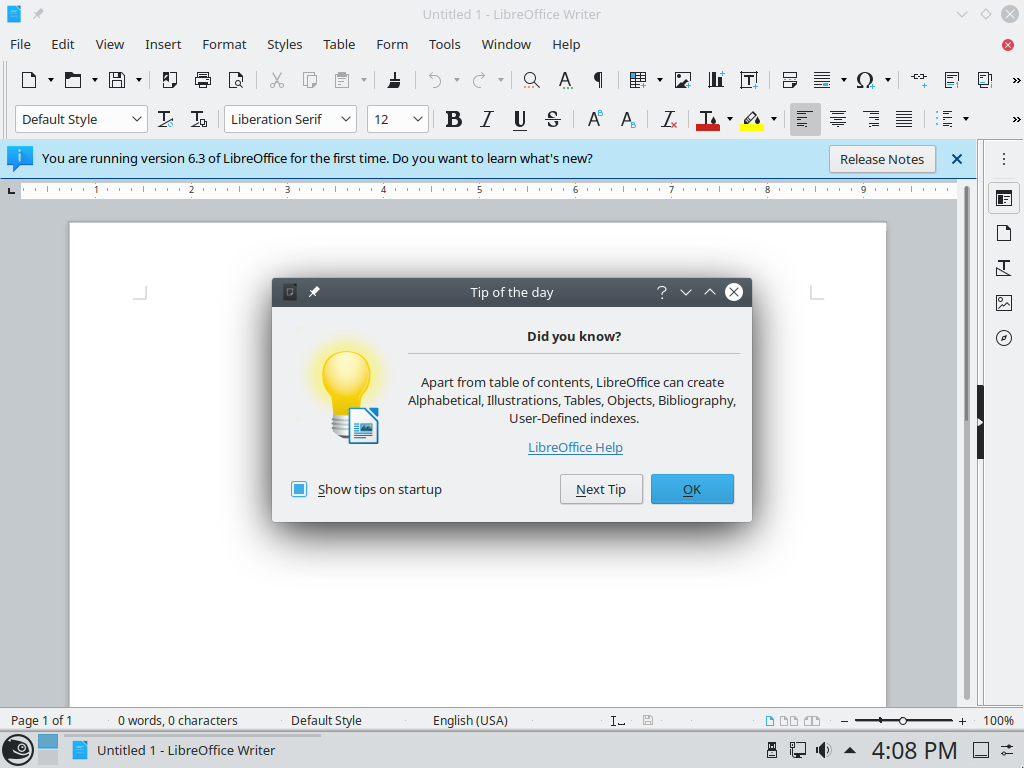 Untitled 1 - LibreOffice Writer
File Edit View Insert Format Styles Table Form Tools Window Help
Default Style Liberation Serif 12
You are running version 6.3 of LibreOffice for the first time. Do you want to learn what's new? Release Notes
1 2 3 4 5 6 7 8 9
Tip of the day
Did you know?
Apart from table of contents, LibreOffice can create
Alphabetical, Illustrations, Tables, Objects, Bibliography,
User-Defined indexes.
LibreOffice Help
Show tips on startup Next Tip OK
Page 1 of 1 0 words, 0 characters Default Style English (USA) 100%
Untitled 1 - LibreOffice Writer 4:08 PM